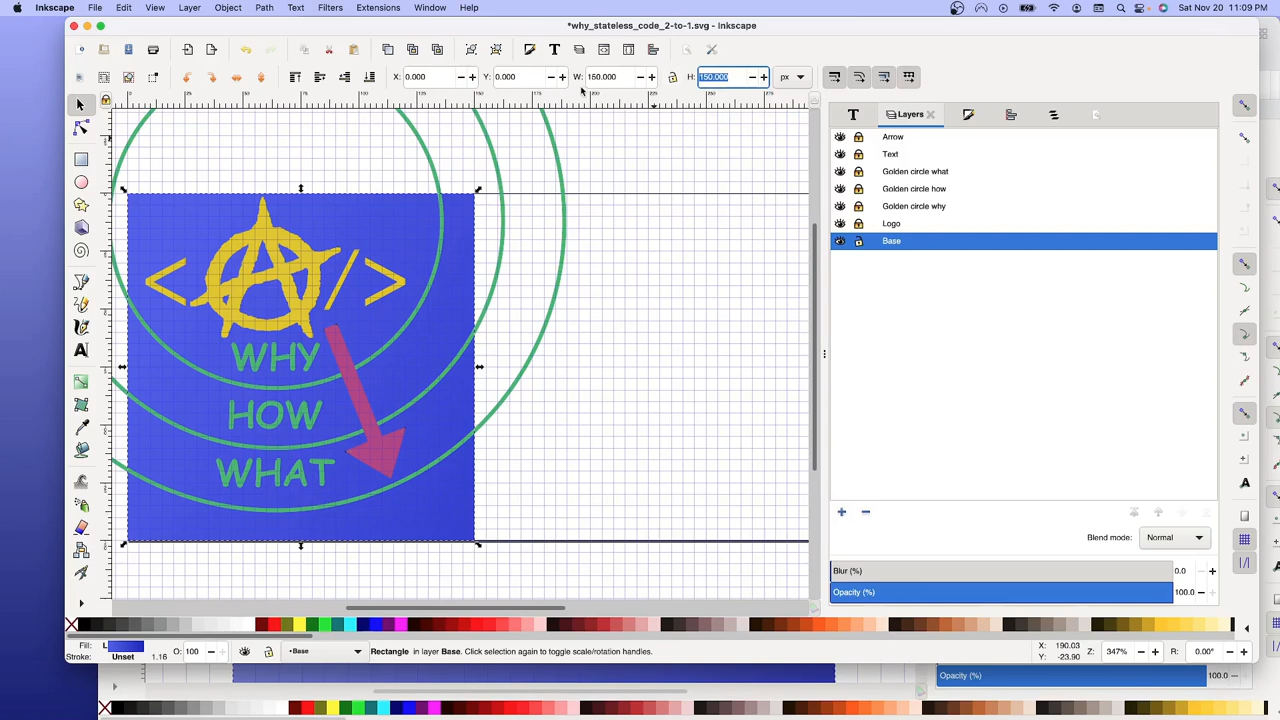 Inkscape File Edit View Layer Object Path Text Filters Extensions Window Help Sat Nov 20 11:09 PM
*why_stateless_code_2-to-1.svg - Inkscape
X: 0.000 Y: 0.000 W: 150.000 H: 150.000 px
Layers
Arrow
Text
Golden circle what
Golden circle how
Golden circle why
Logo
Base
<A/>
WHY
HOW
WHAT
Blend mode: Normal
Blur (%) 0.0
Opacity (%) 100.0
Fill: L
Stroke: Unset 1.16 O: 100 •Base Rectangle in layer Base. Click selection again to toggle scale/rotation handles. X: 190.03 Y: -23.90 Z: 347% R: 0.00°
Opacity (%) 100.0